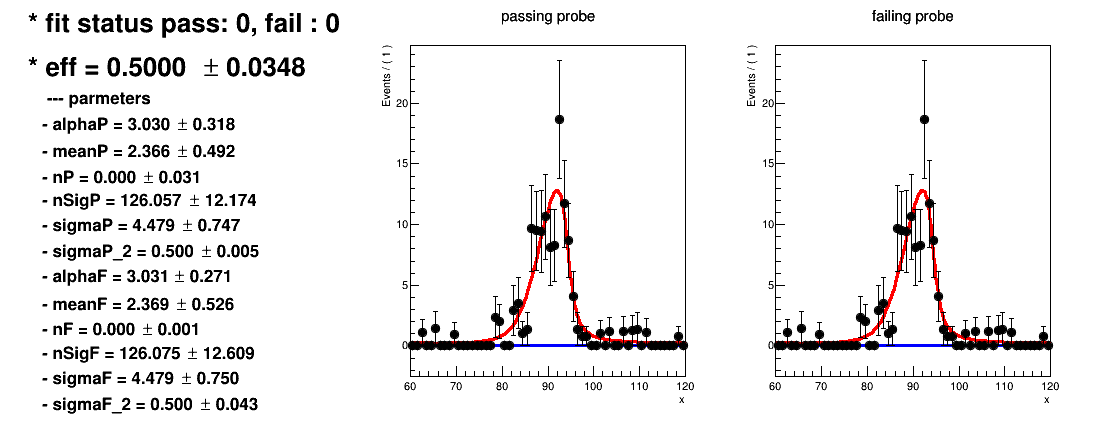 * fit status pass: 0, fail : 0
* eff = 0.5000 ± 0.0348
--- parmeters
- alphaP = 3.030 ± 0.318
- meanP = 2.366 ± 0.492
- nP = 0.000 ± 0.031
- nSigP = 126.057 ± 12.174
- sigmaP = 4.479 ± 0.747
- sigmaP_2 = 0.500 ± 0.005
- alphaF = 3.031 ± 0.271
- meanF = 2.369 ± 0.526
- nF = 0.000 ± 0.001
- nSigF = 126.075 ± 12.609
- sigmaF = 4.479 ± 0.750
- sigmaF_2 = 0.500 ± 0.043
passing probe
Events / ( 1 )
20
15
10
5
0
60 70 80 90 100 110 120
x
failing probe
Events / ( 1 )
20
15
10
5
0
60 70 80 90 100 110 120
x